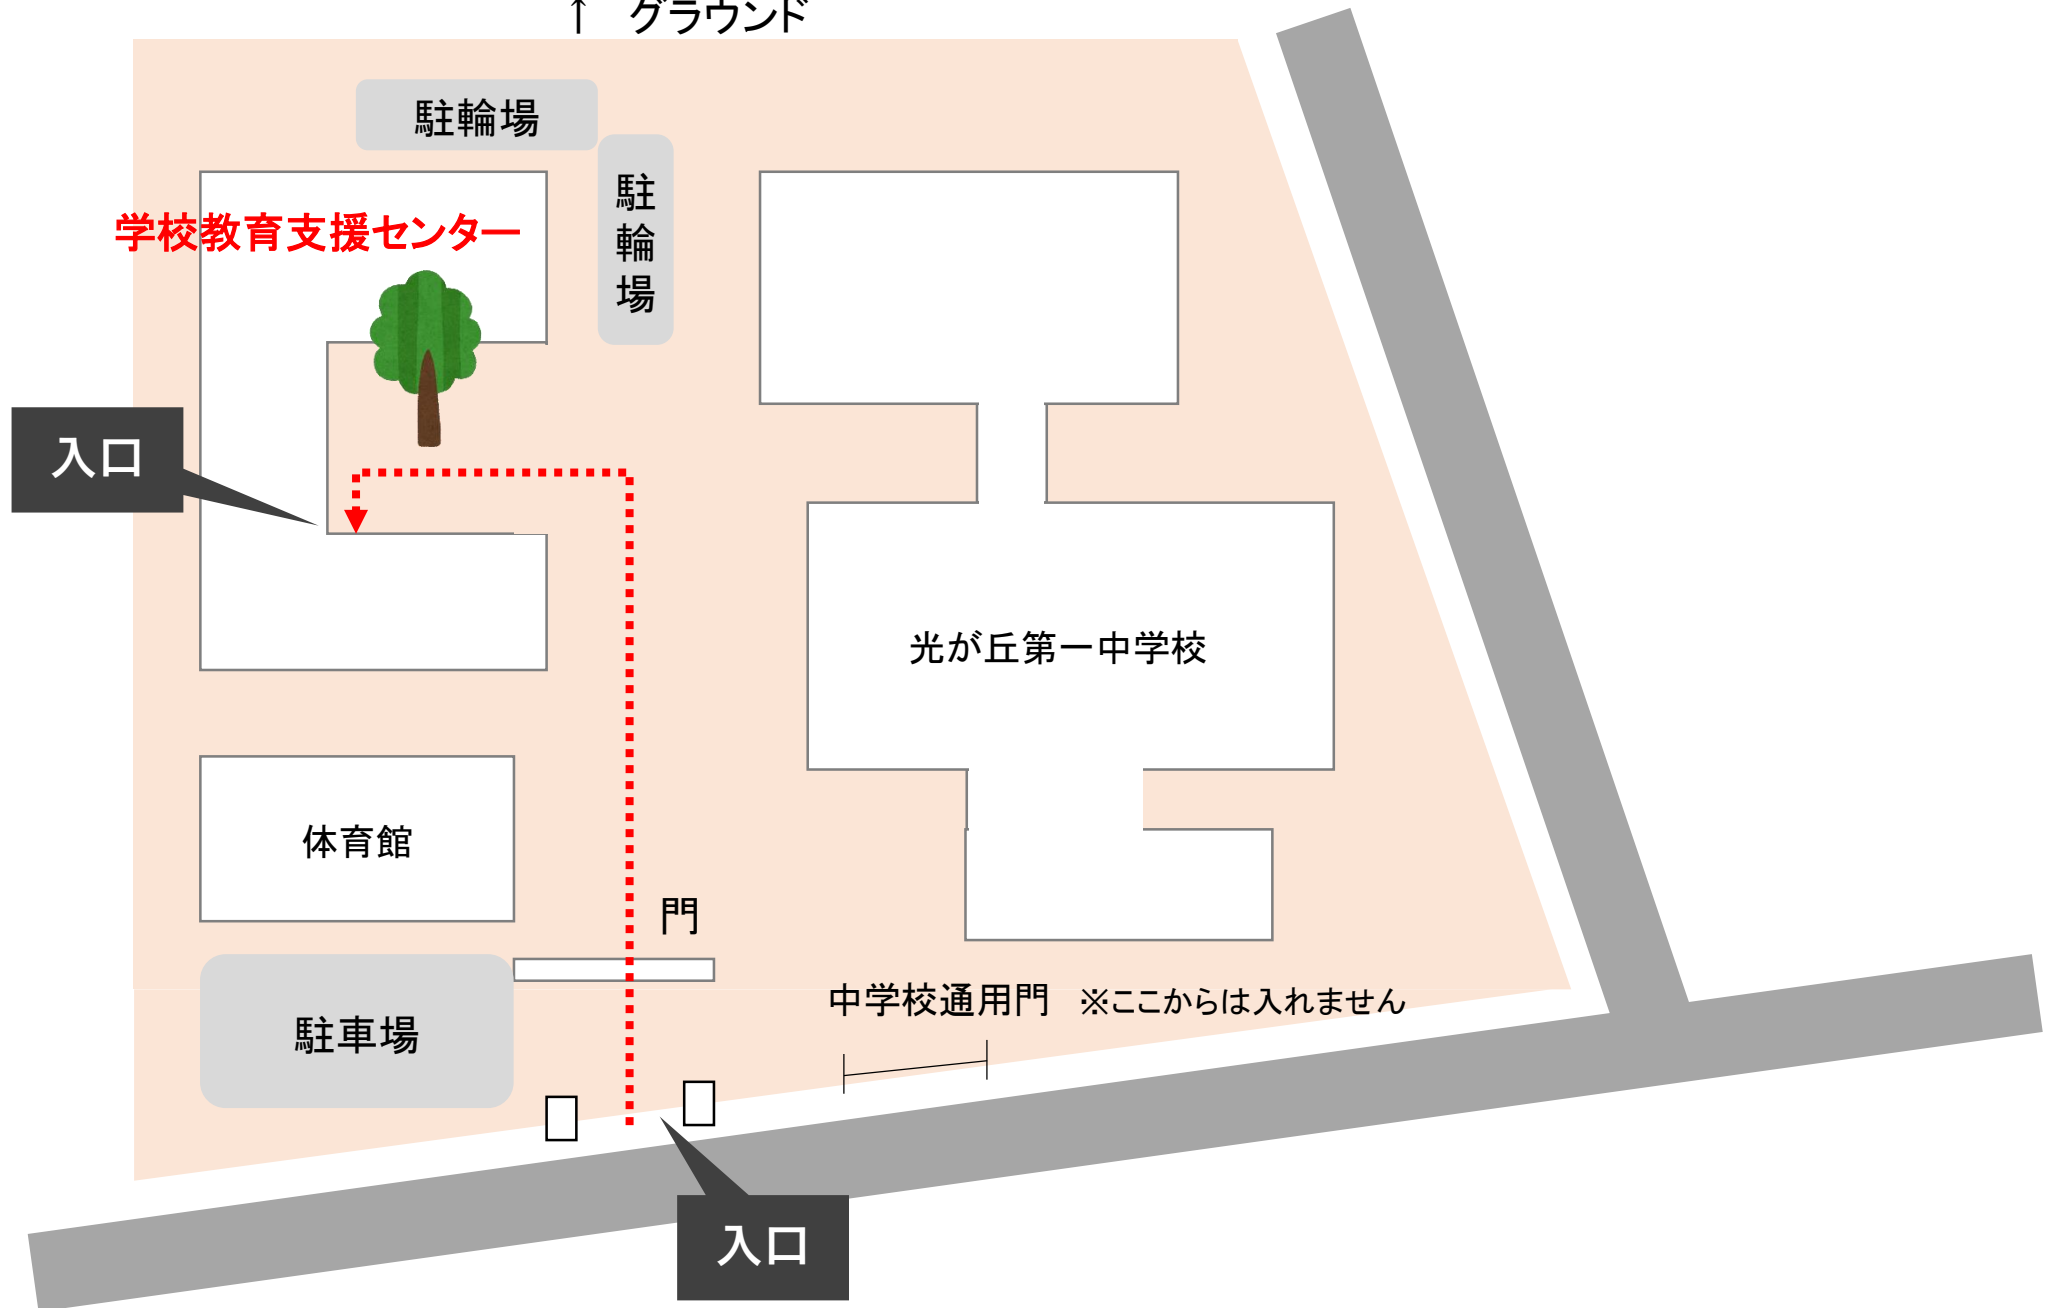 ↑　グラウンド
駐輪場
駐輪場
学校教育支援センター
入口
光が丘第一中学校
体育館
門
中学校通用門　※ここからは入れません
駐車場
入口